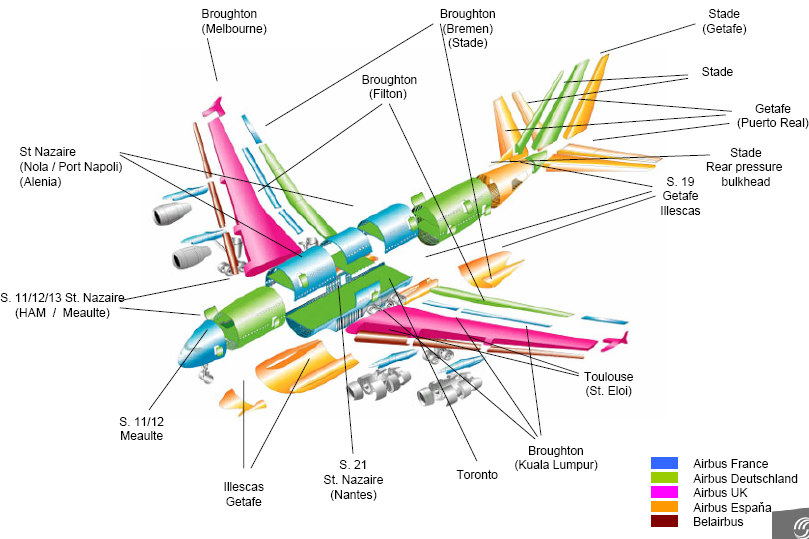 Broughton
(Melbourne)
Broughton
(Bremen)
(Stade)
Stade
(Getafe)
Stade
Broughton
(Filton)
Getafe
(Puerto Real)
St Nazaire
(Nola / Port Napoli)
(Alenia)
Stade
Rear pressure
bulkhead
S. 19
Getafe
Illescas
S. 11/12/13 St. Nazaire
(HAM / Meaulte)
Toulouse
(St. Eloi)
S. 11/12
Meaulte
Broughton
(Kuala Lumpur)
S. 21
St. Nazaire
(Nantes)
Toronto
Illescas
Getafe
Airbus France
Airbus Deutschland
Airbus UK
Airbus Espaňa
Belairbus